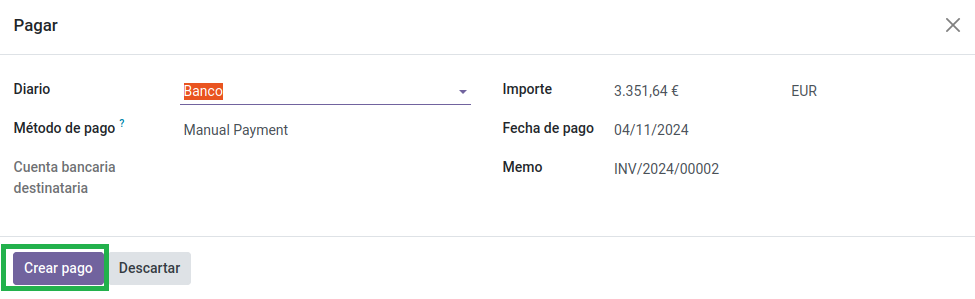 Pagar
Diario
Banco
Importe
3.351,64 €
EUR
Método de pago ?
Manual Payment
Fecha de pago
04/11/2024
Cuenta bancaria
destinataria
Memo
INV/2024/00002
Crear pago
Descartar